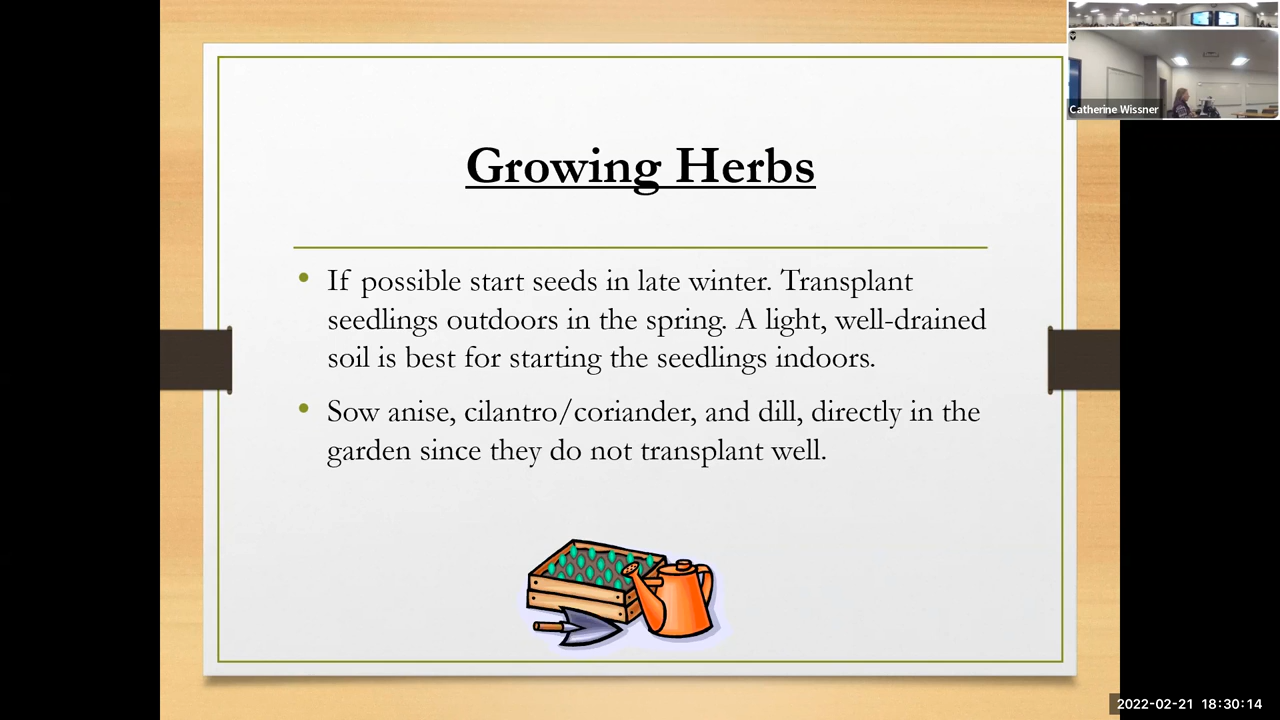 Catherine Wissner
Growing Herbs
• If possible start seeds in late winter. Transplant
seedlings outdoors in the spring. A light, well-drained
soil is best for starting the seedlings indoors.
• Sow anise, cilantro/coriander, and dill, directly in the
garden since they do not transplant well.
2022-02-21 18:30:14